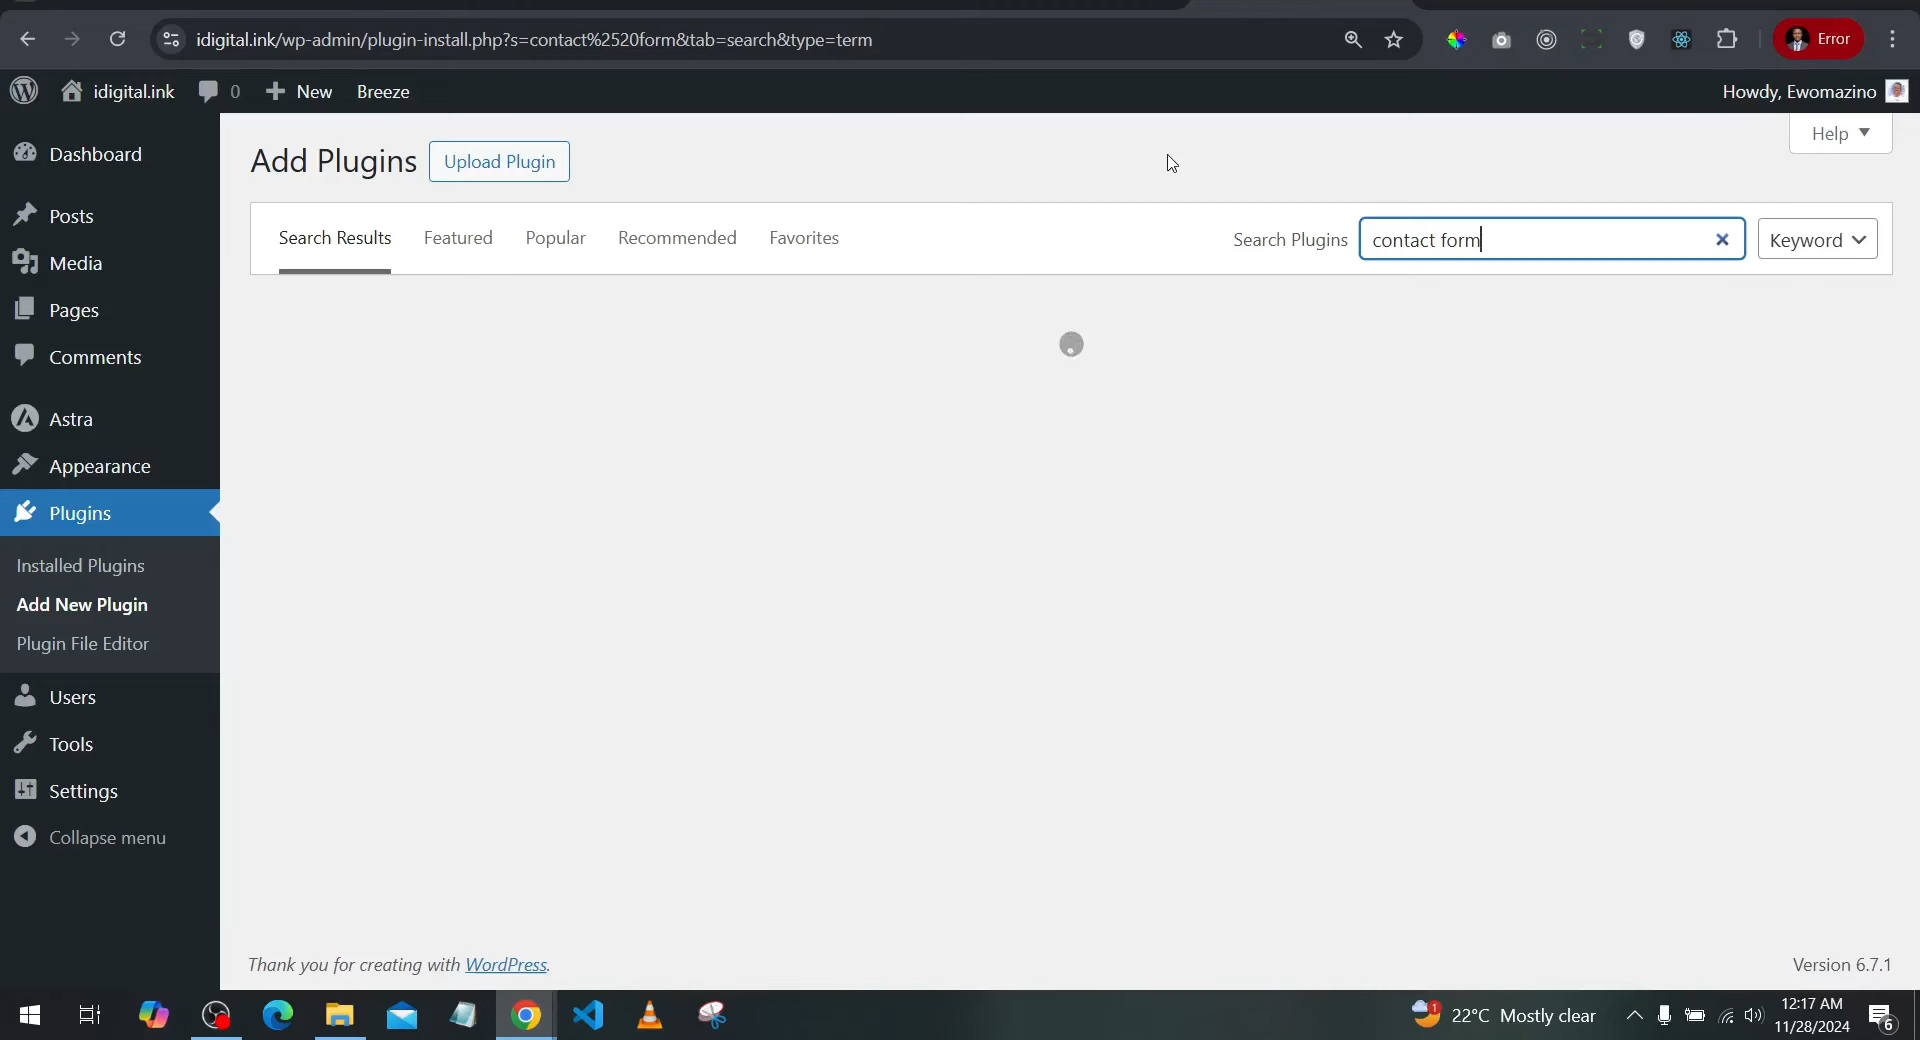 idigital.ink/wp-admin/plugin-install.php?s=contact%2520form&tab=search&type=term
Error
idigital.ink
0
New
Breeze
Howdy, Ewomazino
Help
Add Plugins
Upload Plugin
Search Results
Featured
Popular
Recommended
Favorites
Search Plugins
contact form
Keyword
Dashboard
Posts
Media
Pages
Comments
Astra
Appearance
Plugins
Installed Plugins
Add New Plugin
Plugin File Editor
Users
Tools
Settings
Collapse menu
Thank you for creating with WordPress.
Version 6.7.1
1
22°C Mostly clear
12:17 AM
11/28/2024
6